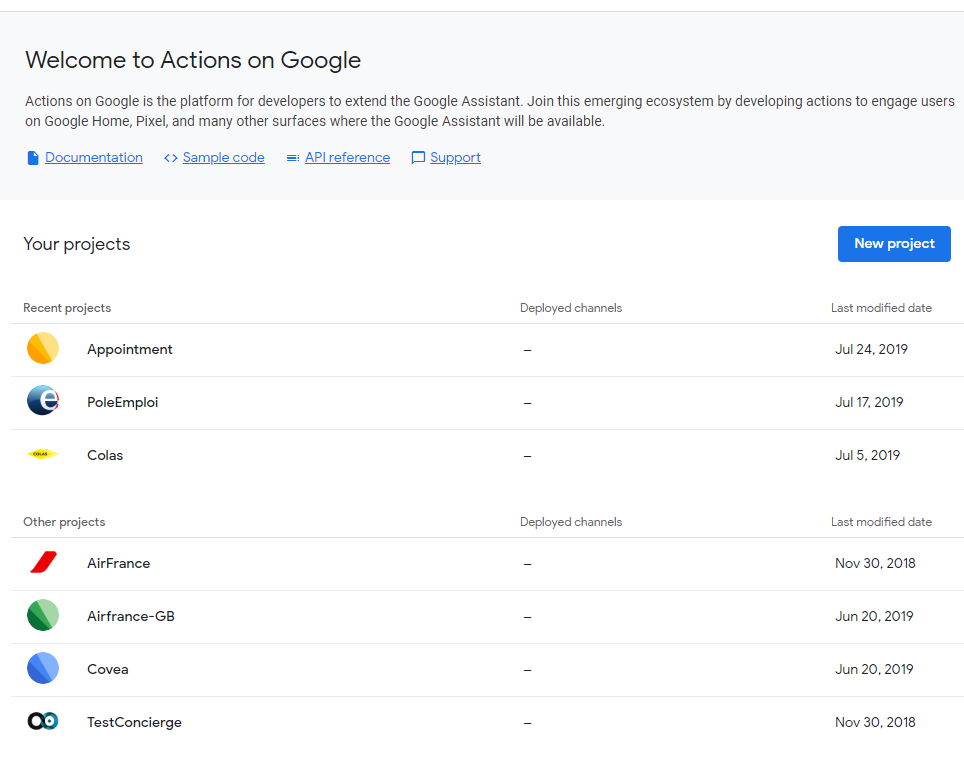 Welcome to Actions on Google
Actions on Google is the platform for developers to extend the Google Assistant. Join this emerging ecosystem by developing actions to engage users
on Google Home, Pixel, and many other surfaces where the Google Assistant will be available.
Documentation <> Sample code API reference Support
Your projects New project
Recent projects Deployed channels Last modified date
Appointment – Jul 24, 2019
e PoleEmploi – Jul 17, 2019
COLAS Colas – Jul 5, 2019
Other projects Deployed channels Last modified date
AirFrance – Nov 30, 2018
Airfrance-GB – Jun 20, 2019
Covea – Jun 20, 2019
TestConcierge – Nov 30, 2018